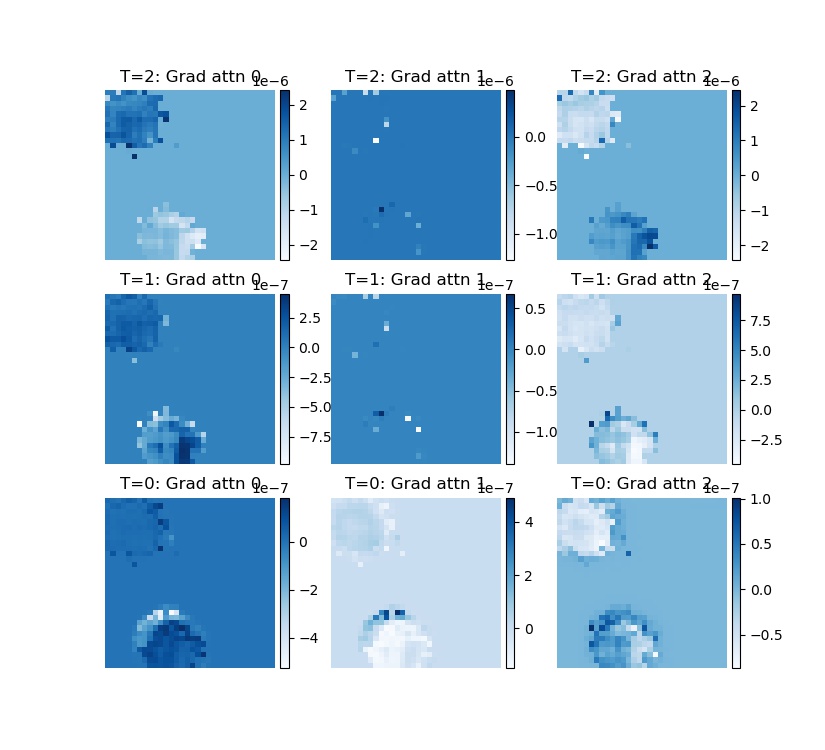 T=2: Grad attn 0
1e−6
2
1
0
−1
−2
T=2: Grad attn 1
1e−6
0.0
−0.5
−1.0
T=2: Grad attn 2
1e−6
2
1
0
−1
−2
T=1: Grad attn 0
1e−7
2.5
0.0
−2.5
−5.0
−7.5
T=1: Grad attn 1
1e−7
0.5
0.0
−0.5
−1.0
T=1: Grad attn 2
1e−7
7.5
5.0
2.5
0.0
−2.5
T=0: Grad attn 0
1e−7
0
−2
−4
T=0: Grad attn 1
1e−7
4
2
0
T=0: Grad attn 2
1e−7
1.0
0.5
0.0
−0.5